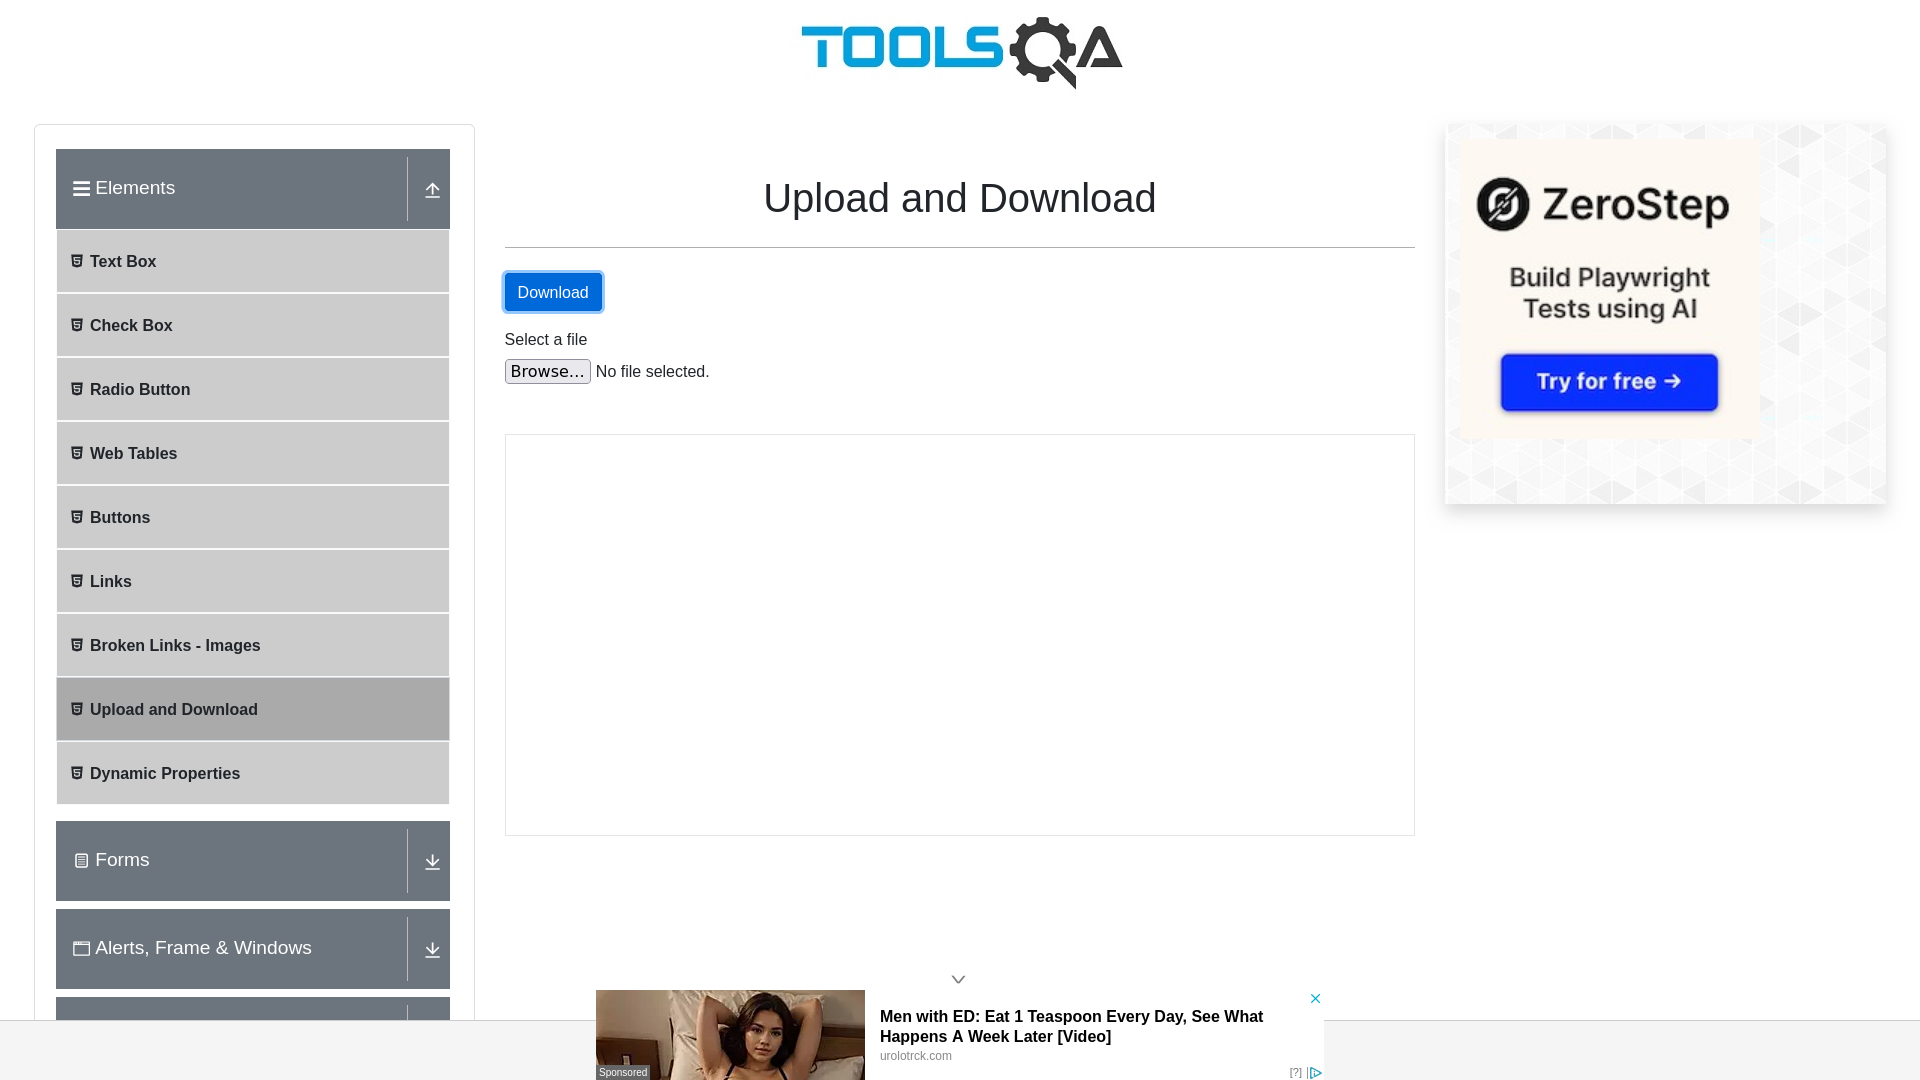 TOOLSQA
Elements
Text Box
Check Box
Radio Button
Web Tables
Buttons
Links
Broken Links - Images
Upload and Download
Dynamic Properties
Forms
Alerts, Frame & Windows
Upload and Download
Download
Select a file
Browse... No file selected.
ZeroStep
Build Playwright
Tests using AI
Try for free →
Men with ED: Eat 1 Teaspoon Every Day, See What
Happens A Week Later [Video]
urolotrck.com
Sponsored
[?]